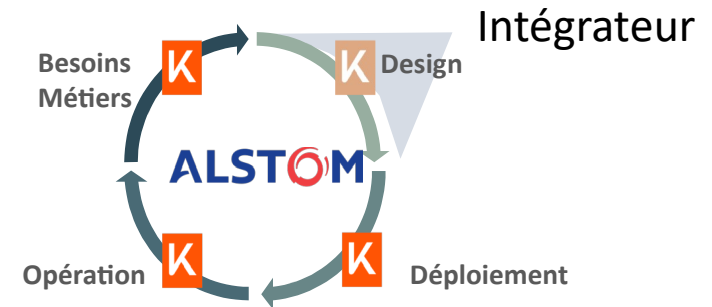 Intégrateur
Besoins
Métiers
K
K
Design
ALSTOM
Opération
K
K
Déploiement